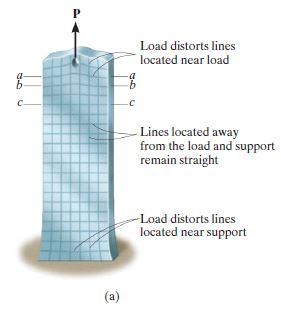 P
Load distorts lines
located near load
a
a
b
b
c
c
Lines located away
from the load and support
remain straight
Load distorts lines
located near support
(a)